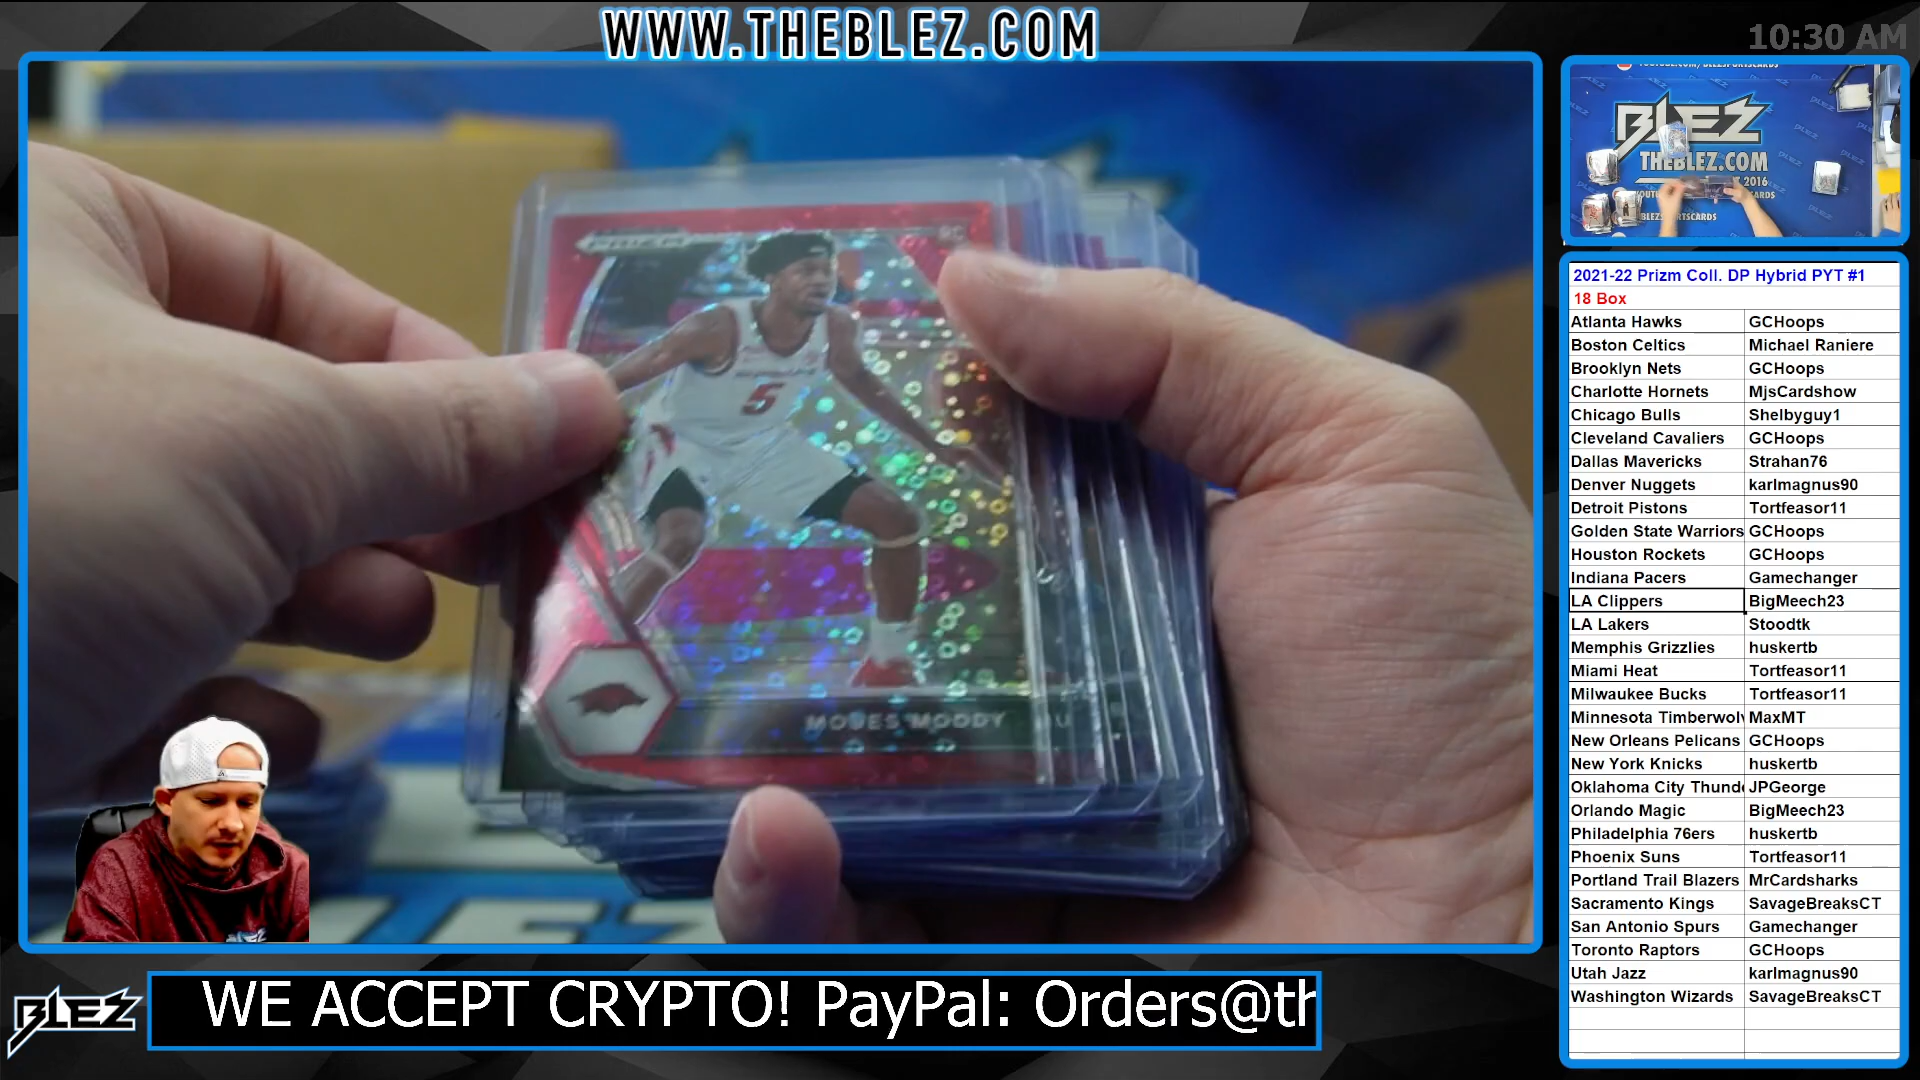 WWW.THEBLEZ.COM
10:30 AM
BLEZ
THEBLEZ.COM
2016
PRIZM
RC
5
MOSES MOODY
2021-22 Prizm Coll. DP Hybrid PYT #1
18 Box
Atlanta Hawks GCHoops
Boston Celtics Michael Raniere
Brooklyn Nets GCHoops
Charlotte Hornets MjsCardshow
Chicago Bulls Shelbyguy1
Cleveland Cavaliers GCHoops
Dallas Mavericks Strahan76
Denver Nuggets karlmagnus90
Detroit Pistons Tortfeasor11
Golden State Warriors GCHoops
Houston Rockets GCHoops
Indiana Pacers Gamechanger
LA Clippers BigMeech23
LA Lakers Stoodtk
Memphis Grizzlies huskertb
Miami Heat Tortfeasor11
Milwaukee Bucks Tortfeasor11
Minnesota Timberwolv MaxMT
New Orleans Pelicans GCHoops
New York Knicks huskertb
Oklahoma City Thund JPGeorge
Orlando Magic BigMeech23
Philadelphia 76ers huskertb
Phoenix Suns Tortfeasor11
Portland Trail Blazers MrCardsharks
Sacramento Kings SavageBreaksCT
San Antonio Spurs Gamechanger
Toronto Raptors GCHoops
Utah Jazz karlmagnus90
Washington Wizards SavageBreaksCT
BLEZ
WE ACCEPT CRYPTO! PayPal: Orders@th